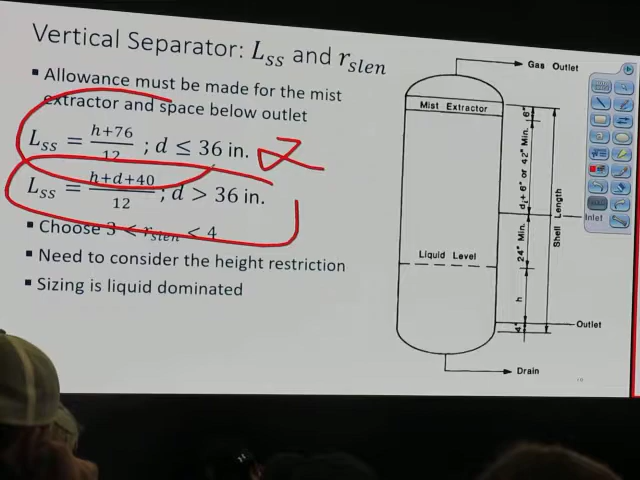 Vertical Separator: L_SS and r_slen
▪ Allowance must be made for the mist
extractor and space below outlet
L_SS = (h+76)/12 ; d ≤ 36 in.
L_SS = (h+d+40)/12 ; d > 36 in.
▪ Choose 3 < r_slen < 4
▪ Need to consider the height restriction
▪ Sizing is liquid dominated
Gas Outlet
Mist Extractor
6"
d_i + 6" or 42" Min.
Shell Length
Inlet
24" Min.
Liquid Level
h
4"
Outlet
Drain